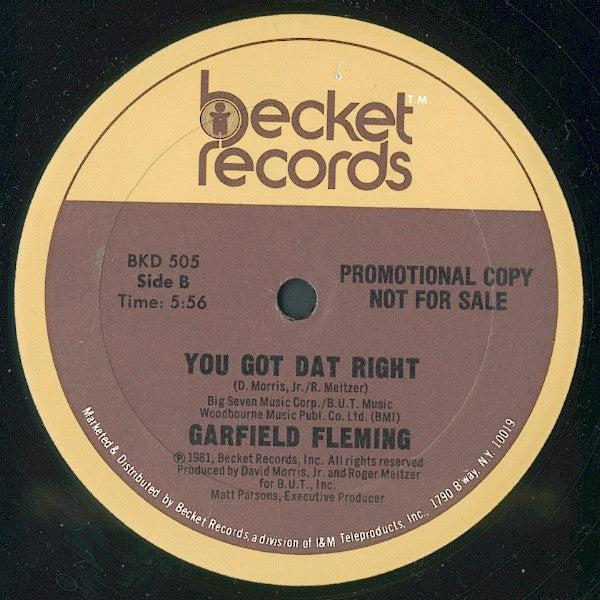 becket TM.
records
BKD 505
Side B
Time: 5:56
PROMOTIONAL COPY
NOT FOR SALE
YOU GOT DAT RIGHT
(D. Morris, Jr./R. Meltzer)
Big Seven Music Corp./B.U.T. Music
Woodbourne Music Publ. Co. Ltd. (BMI)
GARFIELD FLEMING
℗1981, Becket Records, Inc. All rights reserved
Produced by David Morris, Jr. and Roger Meltzer
for B.U.T., Inc.
Matt Parsons, Executive Producer
Marketed & Distributed by Becket Records, a division of I&M Teleproducts, Inc., 1790 B'way, N.Y. 10019